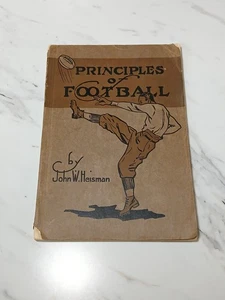 PRINCIPLES
OF
FOOTBALL
by
John W. Heisman